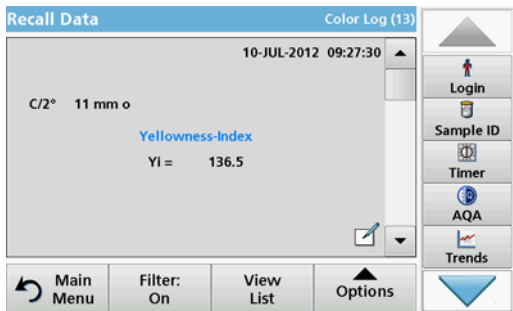 Recall Data Color Log (13)
10-JUL-2012 09:27:30
C/2° 11 mm o
Yellowness-Index
Yi = 136.5
Main Menu
Filter: On
View List
Options
Login
Sample ID
Timer
AQA
Trends